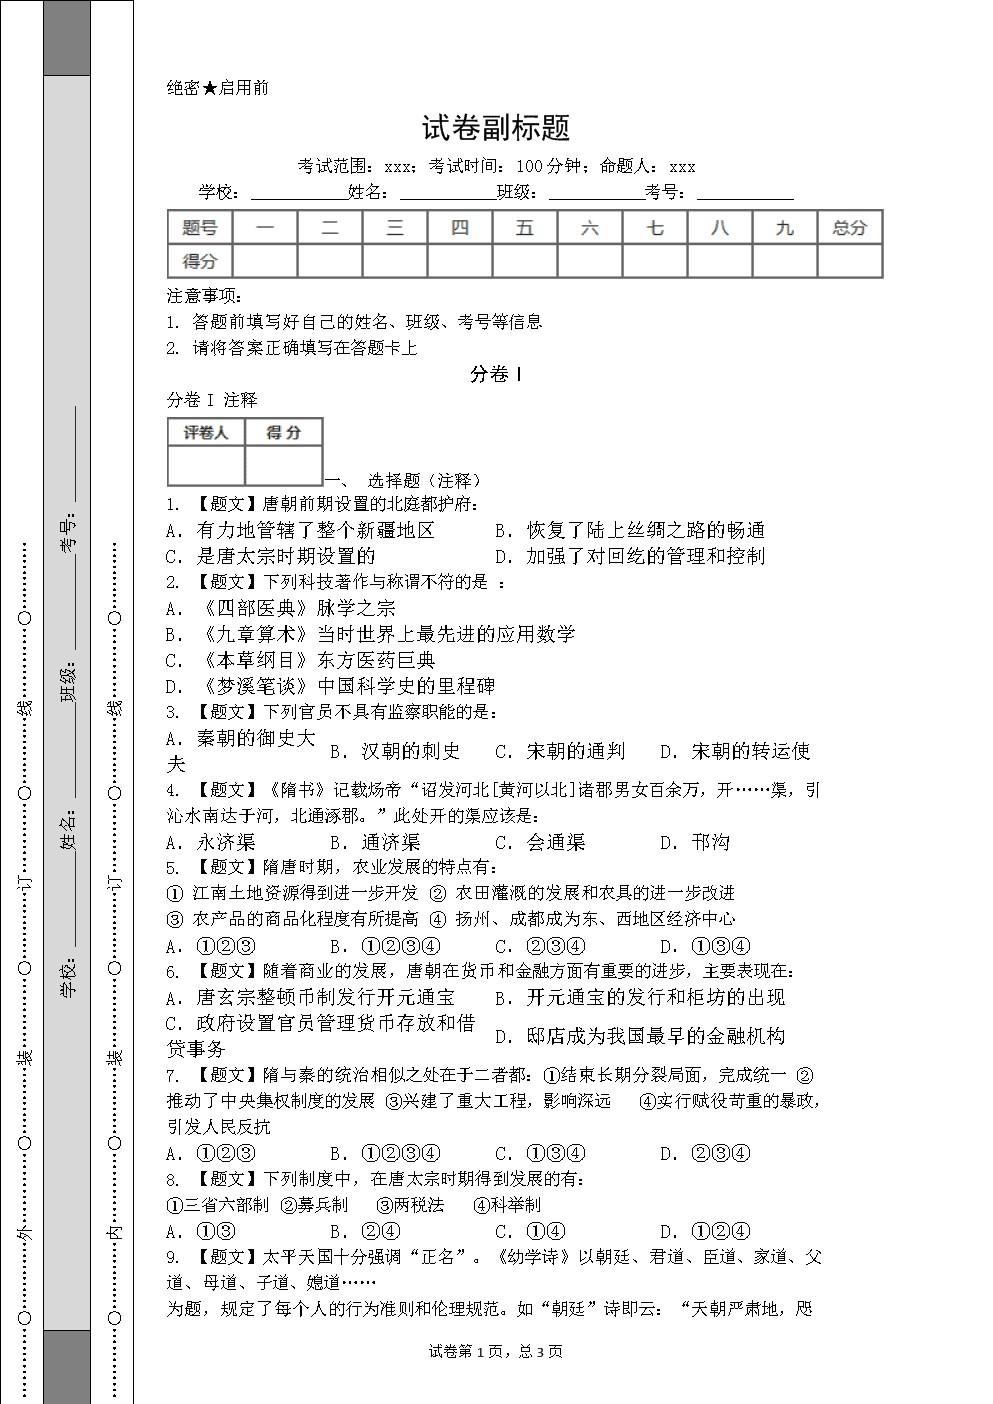 绝密★启用前
试卷副标题
考试范围：xxx；考试时间：100分钟；命题人：xxx
学校：___________姓名：___________班级：___________考号：___________
题号 一 二 三 四 五 六 七 八 九 总分
得分
注意事项：
1. 答题前填写好自己的姓名、班级、考号等信息
2. 请将答案正确填写在答题卡上
分卷I
分卷I 注释
评卷人 得 分
一、 选择题（注释）
1. 【题文】唐朝前期设置的北庭都护府：
A．有力地管辖了整个新疆地区 B．恢复了陆上丝绸之路的畅通
C．是唐太宗时期设置的 D．加强了对回纥的管理和控制
2. 【题文】下列科技著作与称谓不符的是 ：
A．《四部医典》脉学之宗
B．《九章算术》当时世界上最先进的应用数学
C．《本草纲目》东方医药巨典
D．《梦溪笔谈》中国科学史的里程碑
3. 【题文】下列官员不具有监察职能的是：
A．秦朝的御史大夫 B．汉朝的刺史 C．宋朝的通判 D．宋朝的转运使
4. 【题文】《隋书》记载炀帝“诏发河北[黄河以北]诸郡男女百余万，开……渠，引
沁水南达于河，北通涿郡。”此处开的渠应该是：
A．永济渠 B．通济渠 C．会通渠 D．邗沟
5. 【题文】隋唐时期，农业发展的特点有：
① 江南土地资源得到进一步开发 ② 农田灌溉的发展和农具的进一步改进
③ 农产品的商品化程度有所提高 ④ 扬州、成都成为东、西地区经济中心
A．①②③ B．①②③④ C．②③④ D．①③④
6. 【题文】随着商业的发展，唐朝在货币和金融方面有重要的进步，主要表现在：
A．唐玄宗整顿币制发行开元通宝 B．开元通宝的发行和柜坊的出现
C．政府设置官员管理货币存放和借贷事务 D．邸店成为我国最早的金融机构
7. 【题文】隋与秦的统治相似之处在于二者都：①结束长期分裂局面，完成统一 ②
推动了中央集权制度的发展 ③兴建了重大工程，影响深远 ④实行赋役苛重的暴政，
引发人民反抗
A．①②③ B．①②③④ C．①③④ D．②③④
8. 【题文】下列制度中，在唐太宗时期得到发展的有：
①三省六部制 ②募兵制 ③两税法 ④科举制
A．①③ B．②④ C．①④ D．①②④
9. 【题文】太平天国十分强调“正名”。《幼学诗》以朝廷、君道、臣道、家道、父
道、母道、子道、媳道……
为题，规定了每个人的行为准则和伦理规范。如“朝廷”诗即云：“天朝严肃地，咫
试卷第1页，总3页
学校：___________姓名：___________班级：___________考号：___________
…………○…………外…………○…………装…………○…………订…………○…………线…………○…………
…………○…………内…………○…………装…………○…………订…………○…………线…………○…………